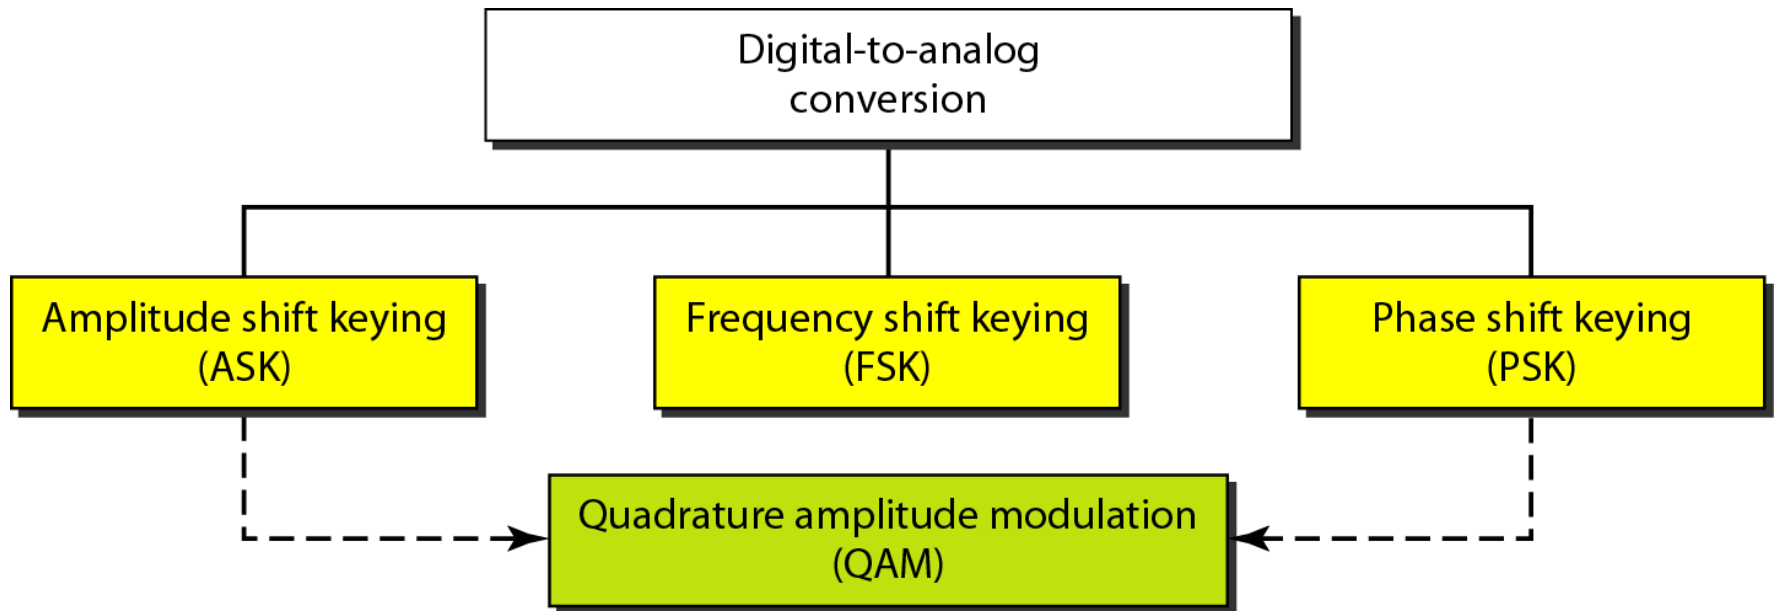 Digital-to-analog
conversion
Amplitude shift keying
(ASK)
Frequency shift keying
(FSK)
Phase shift keying
(PSK)
Quadrature amplitude modulation
(QAM)